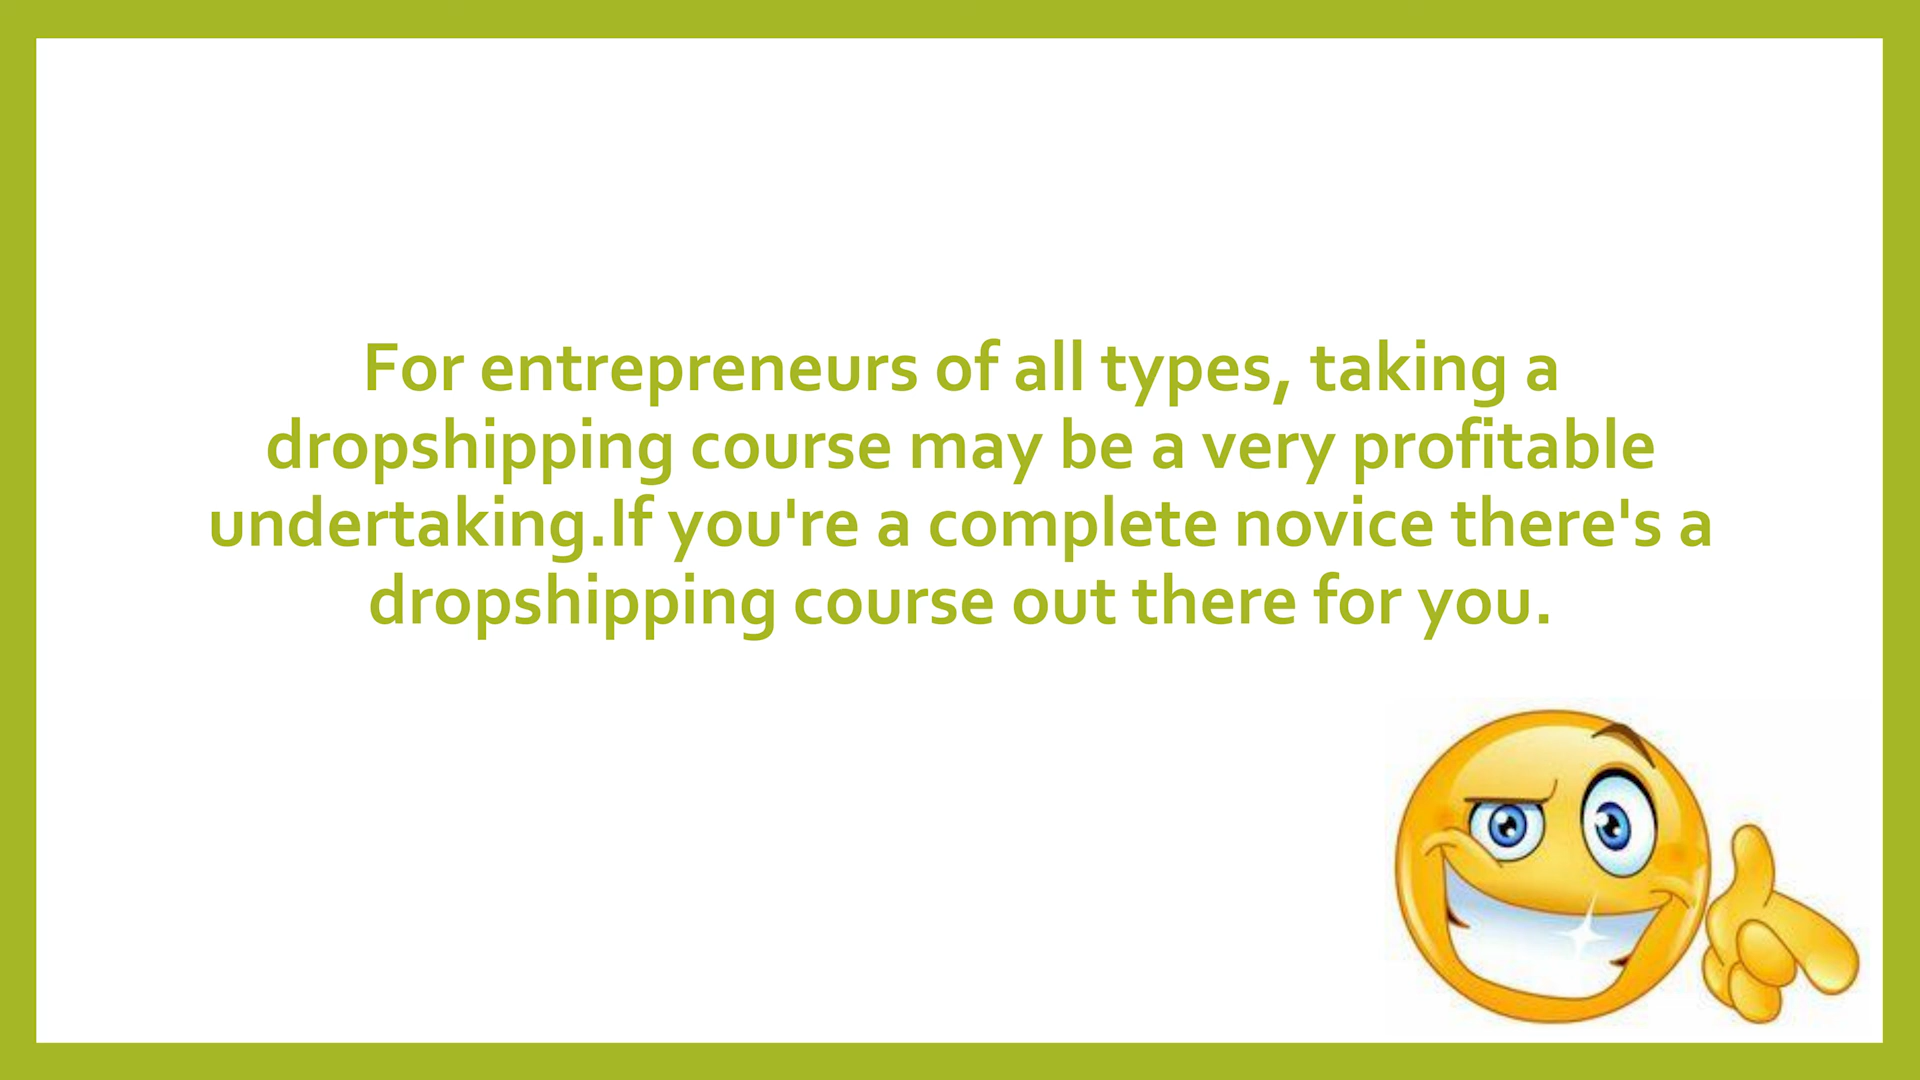 For entrepreneurs of all types, taking a
dropshipping course may be a very profitable
undertaking.If you're a complete novice there's a
dropshipping course out there for you.